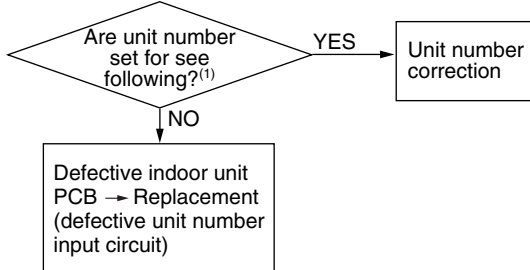 Are unit number
set for see
following?(1)
YES
Unit number
correction
NO
Defective indoor unit
PCB → Replacement
(defective unit number
input circuit)